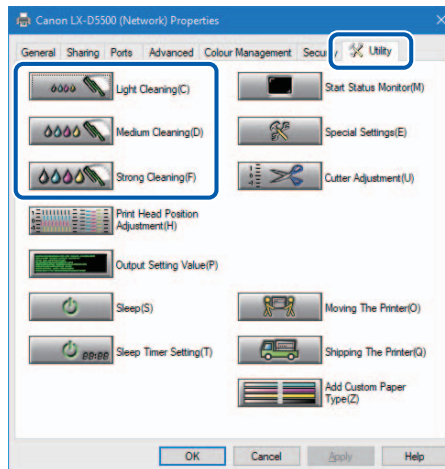 Canon LX-D5500 (Network) Properties
General Sharing Ports Advanced Colour Management Utility
Light Cleaning(C)
Start Status Monitor(M)
Medium Cleaning(D)
Special Settings(E)
Strong Cleaning(F)
Cutter Adjustment(U)
Print Head Position
Adjustment(H)
Output Setting Value(P)
Sleep(S)
Moving The Printer(O)
88:88
Sleep Timer Setting(T)
Shipping The Printer(Q)
Add Custom Paper
Type(Z)
OK Cancel Apply Help